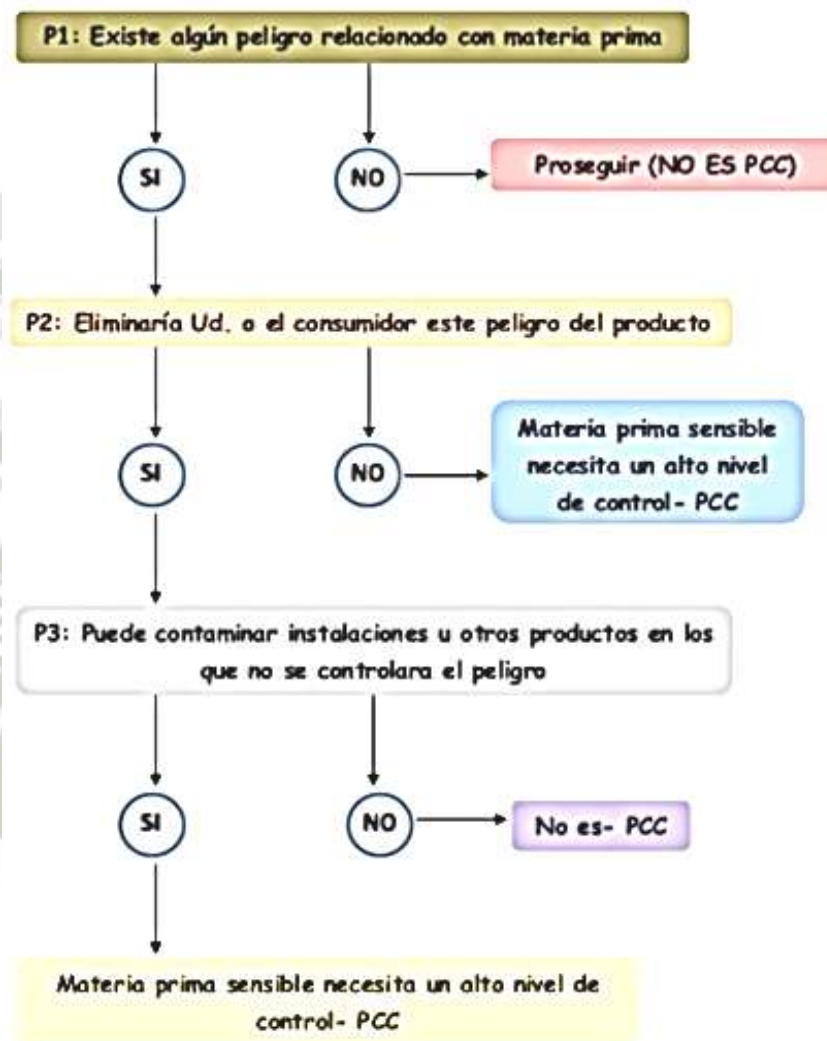 P1: Existe algún peligro relacionado con materia prima
SI
NO
Proseguir (NO ES PCC)
P2: Eliminaría Ud. o el consumidor este peligro del producto
SI
NO
Materia prima sensible
necesita un alto nivel
de control- PCC
P3: Puede contaminar instalaciones u otros productos en los
que no se controlara el peligro
SI
NO
No es- PCC
Materia prima sensible necesita un alto nivel de
control- PCC